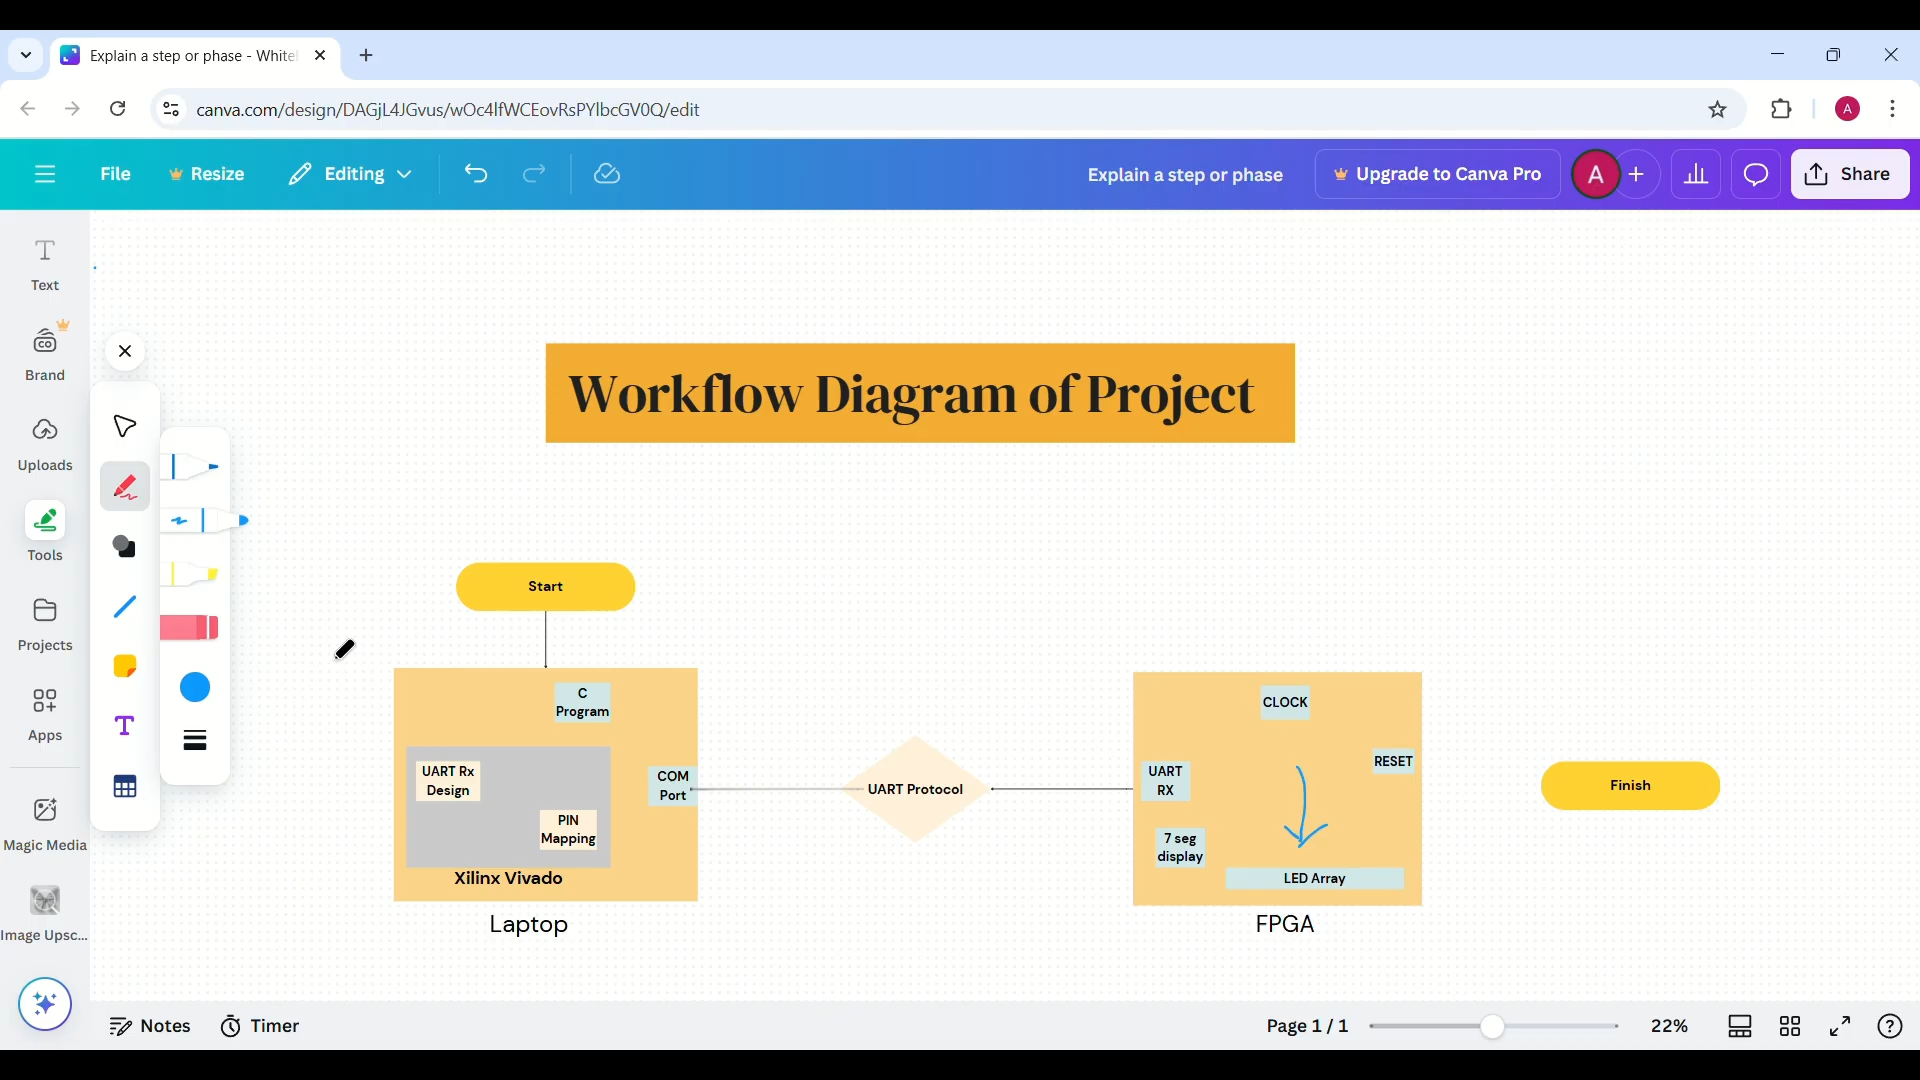 Explain a step or phase - White
canva.com/design/DAGjL4JGvus/wOc4lfWCEovRsPYlbcGV0Q/edit
A
File
Resize
Editing
Explain a step or phase
Upgrade to Canva Pro
A
Share
Text
Brand
Uploads
Tools
Projects
Apps
Magic Media
Image Upsc...
Workflow Diagram of Project
Start
C
Program
UART Rx
Design
PIN
Mapping
COM
Port
Xilinx Vivado
Laptop
UART Protocol
CLOCK
RESET
UART
RX
7 seg
display
LED Array
FPGA
Finish
Notes
Timer
Page 1 / 1
22%